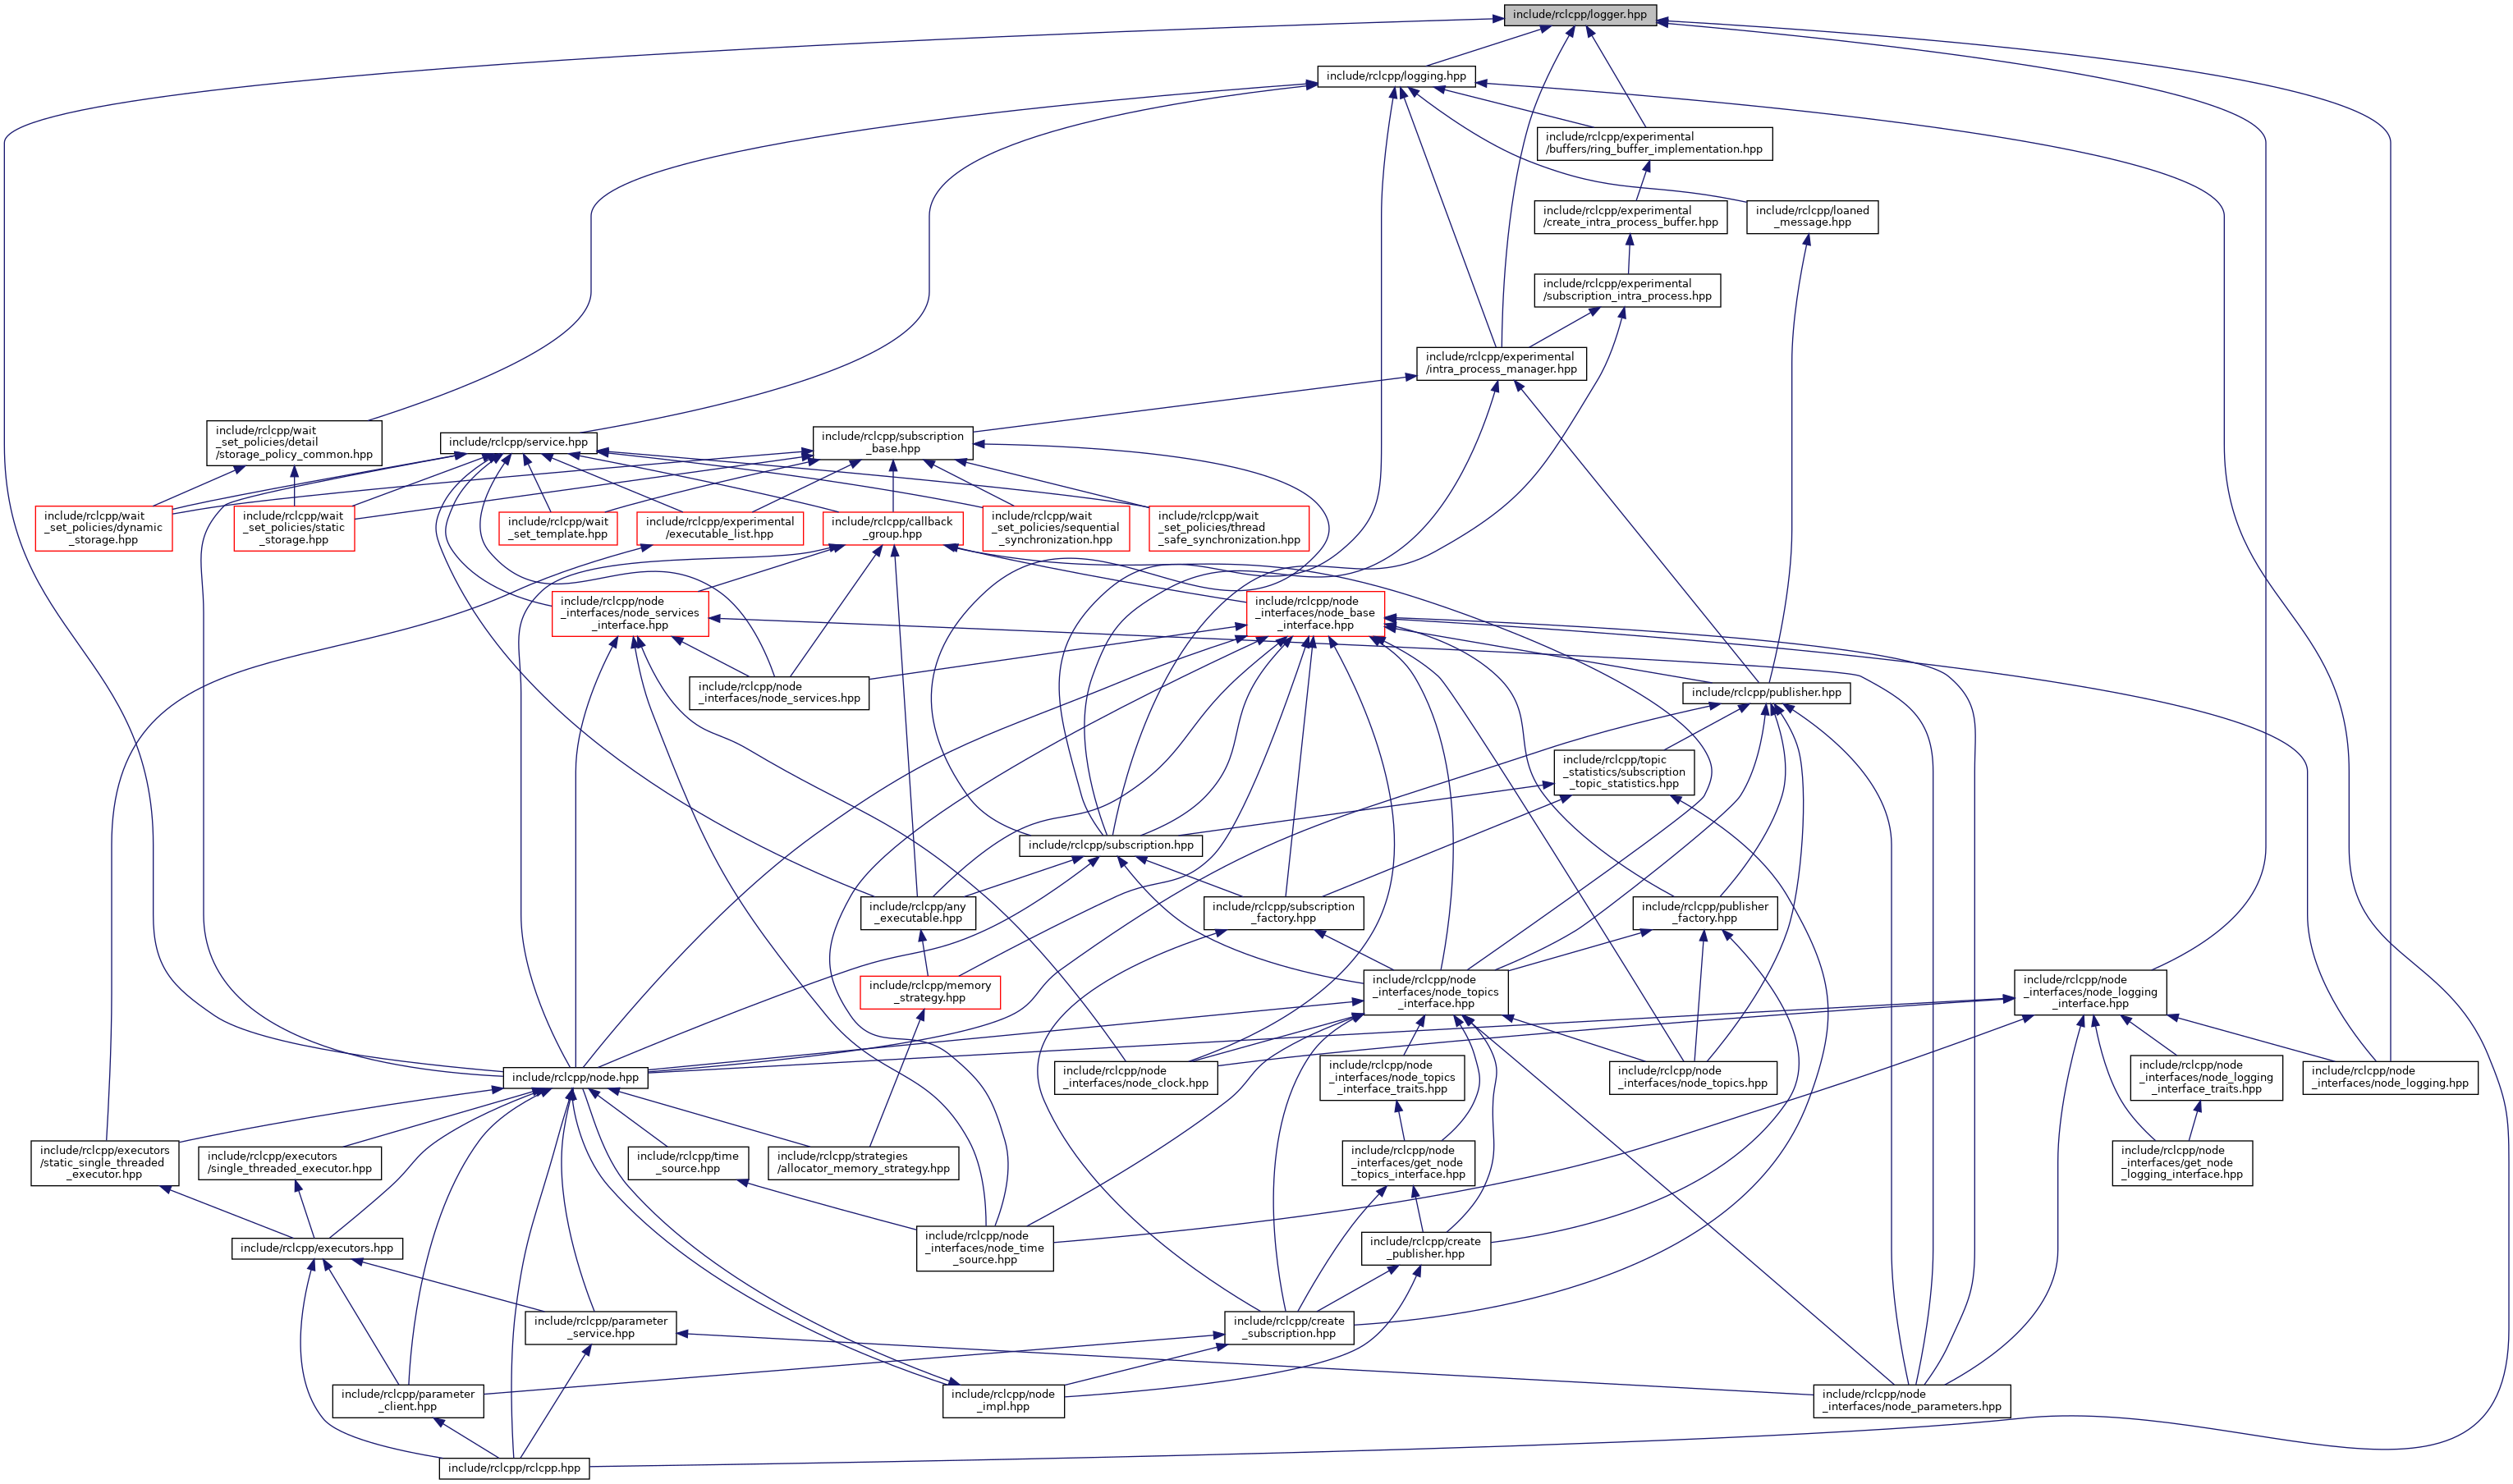 include/rclcpp/logger.hpp
include/rclcpp/logging.hpp
include/rclcpp/experimental
/buffers/ring_buffer_implementation.hpp
include/rclcpp/experimental
/create_intra_process_buffer.hpp
include/rclcpp/loaned
_message.hpp
include/rclcpp/experimental
/subscription_intra_process.hpp
include/rclcpp/experimental
/intra_process_manager.hpp
include/rclcpp/wait
_set_policies/detail
/storage_policy_common.hpp
include/rclcpp/service.hpp
include/rclcpp/subscription
_base.hpp
include/rclcpp/wait
_set_policies/dynamic
_storage.hpp
include/rclcpp/wait
_set_policies/static
_storage.hpp
include/rclcpp/wait
_set_template.hpp
include/rclcpp/experimental
/executable_list.hpp
include/rclcpp/callback
_group.hpp
include/rclcpp/wait
_set_policies/sequential
_synchronization.hpp
include/rclcpp/wait
_set_policies/thread
_safe_synchronization.hpp
include/rclcpp/node
_interfaces/node_services
_interface.hpp
include/rclcpp/node
_interfaces/node_base
_interface.hpp
include/rclcpp/node
_interfaces/node_services.hpp
include/rclcpp/publisher.hpp
include/rclcpp/topic
_statistics/subscription
_topic_statistics.hpp
include/rclcpp/subscription.hpp
include/rclcpp/any
_executable.hpp
include/rclcpp/subscription
_factory.hpp
include/rclcpp/publisher
_factory.hpp
include/rclcpp/memory
_strategy.hpp
include/rclcpp/node
_interfaces/node_topics
_interface.hpp
include/rclcpp/node
_interfaces/node_logging
_interface.hpp
include/rclcpp/node.hpp
include/rclcpp/node
_interfaces/node_clock.hpp
include/rclcpp/node
_interfaces/node_topics
_interface_traits.hpp
include/rclcpp/node
_interfaces/node_topics.hpp
include/rclcpp/node
_interfaces/node_logging
_interface_traits.hpp
include/rclcpp/node
_interfaces/node_logging.hpp
include/rclcpp/executors
/static_single_threaded
_executor.hpp
include/rclcpp/executors
/single_threaded_executor.hpp
include/rclcpp/time
_source.hpp
include/rclcpp/strategies
/allocator_memory_strategy.hpp
include/rclcpp/node
_interfaces/get_node
_topics_interface.hpp
include/rclcpp/node
_interfaces/get_node
_logging_interface.hpp
include/rclcpp/executors.hpp
include/rclcpp/node
_interfaces/node_time
_source.hpp
include/rclcpp/create
_publisher.hpp
include/rclcpp/parameter
_service.hpp
include/rclcpp/create
_subscription.hpp
include/rclcpp/parameter
_client.hpp
include/rclcpp/node
_impl.hpp
include/rclcpp/node
_interfaces/node_parameters.hpp
include/rclcpp/rclcpp.hpp